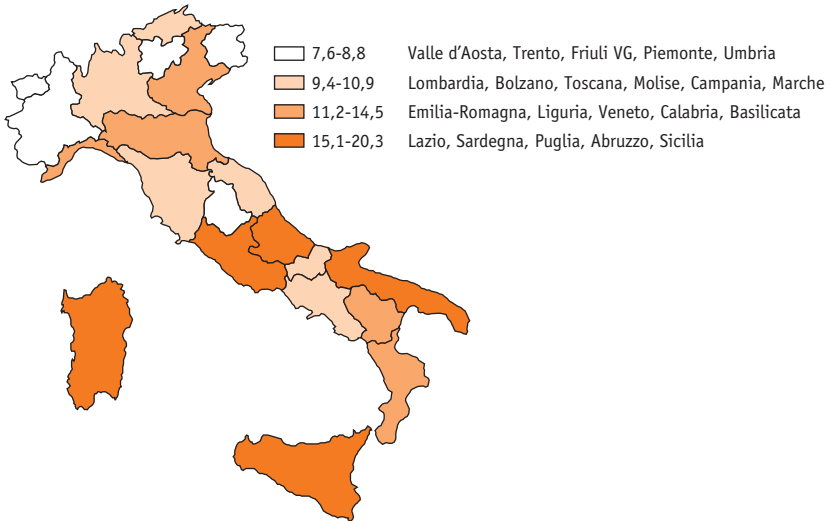 7,6-8,8 Valle d'Aosta, Trento, Friuli VG, Piemonte, Umbria
9,4-10,9 Lombardia, Bolzano, Toscana, Molise, Campania, Marche
11,2-14,5 Emilia-Romagna, Liguria, Veneto, Calabria, Basilicata
15,1-20,3 Lazio, Sardegna, Puglia, Abruzzo, Sicilia